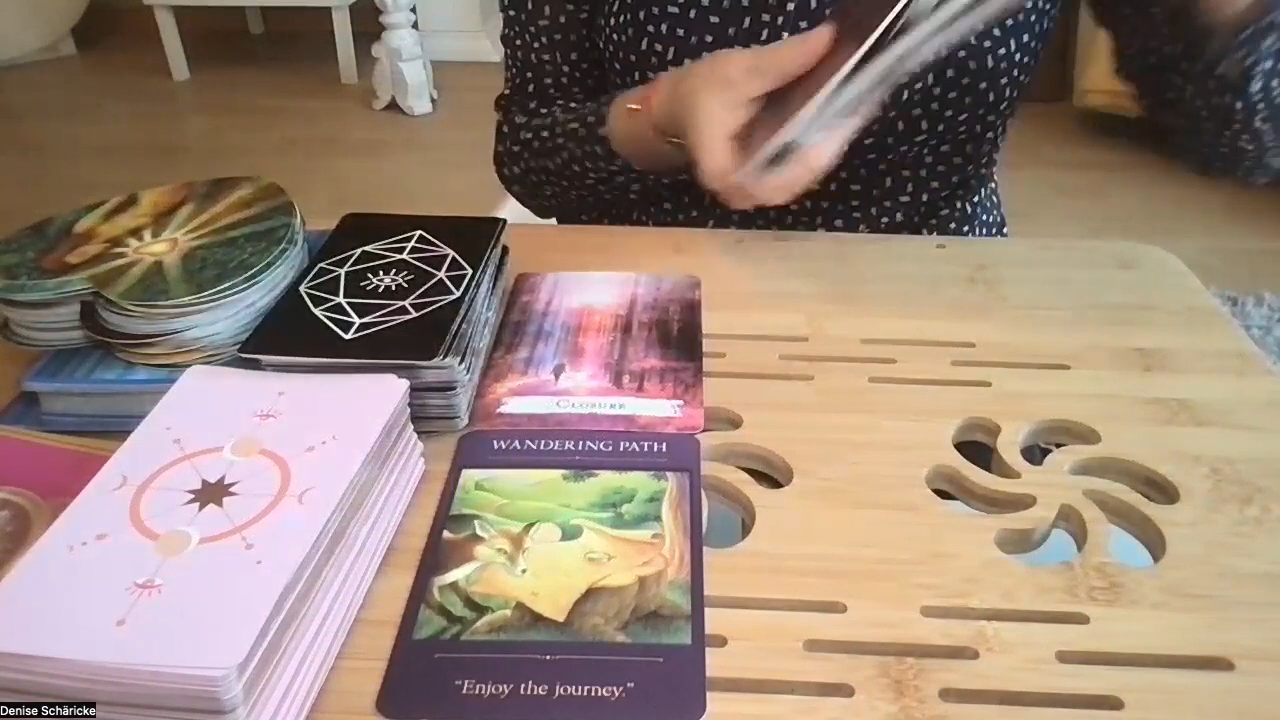 CLOSURE
WANDERING PATH
"Enjoy the journey."
Denise Schäricke